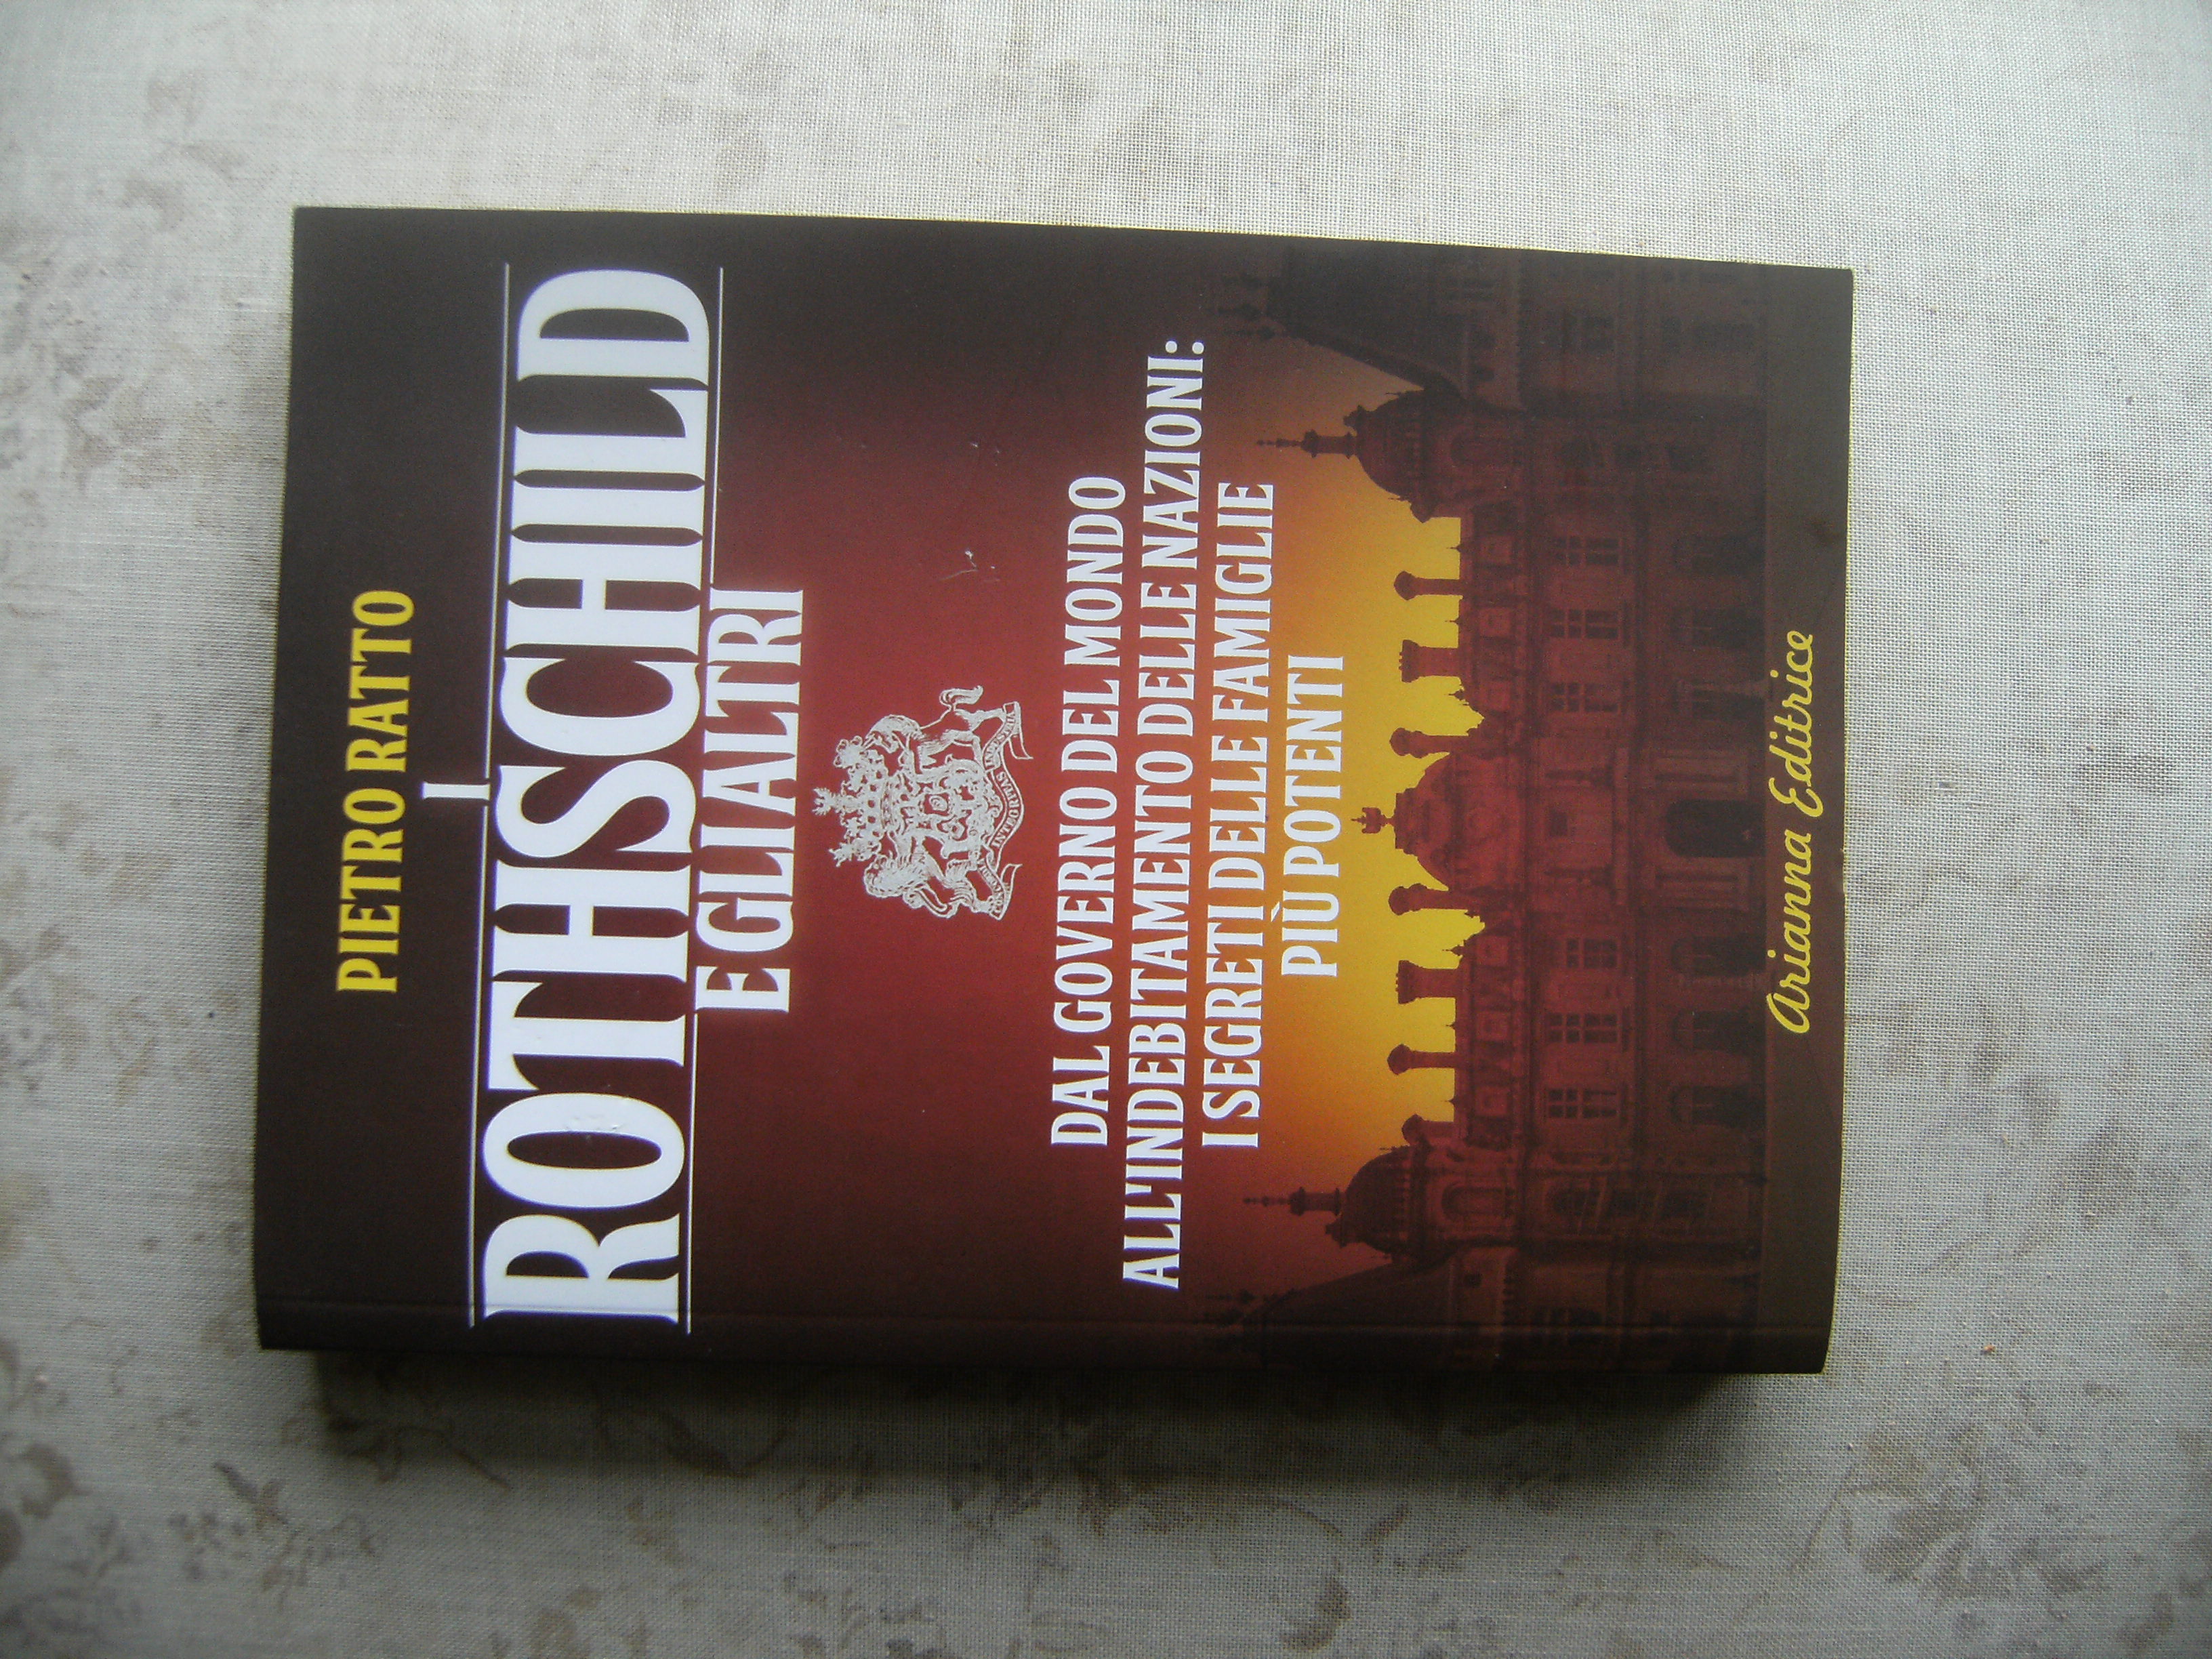 PIETRO RATTO
I
ROTHSCHILD
E GLI ALTRI
DAL GOVERNO DEL MONDO
ALL'INDEBITAMENTO DELLE NAZIONI:
I SEGRETI DELLE FAMIGLIE
PIÙ POTENTI
Arianna Editrice